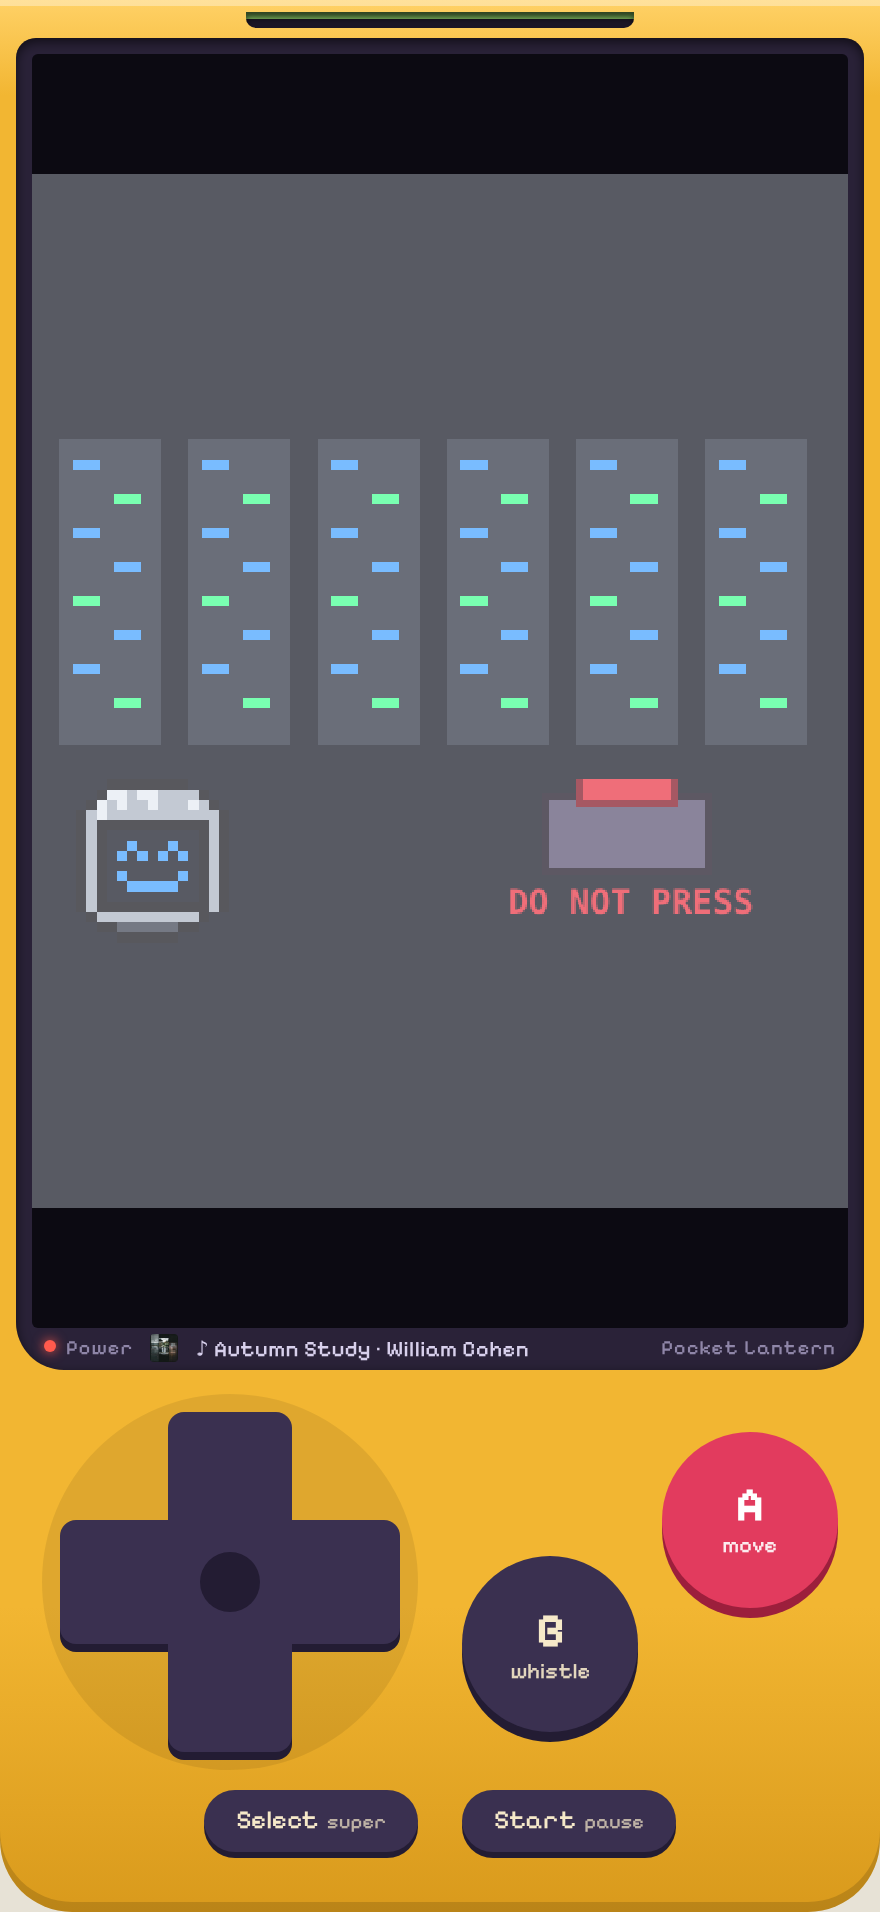 DO NOT PRESS
Power ♪ Autumn Study · William Cohen Pocket Lantern
A
move
B
whistle
Select super Start pause